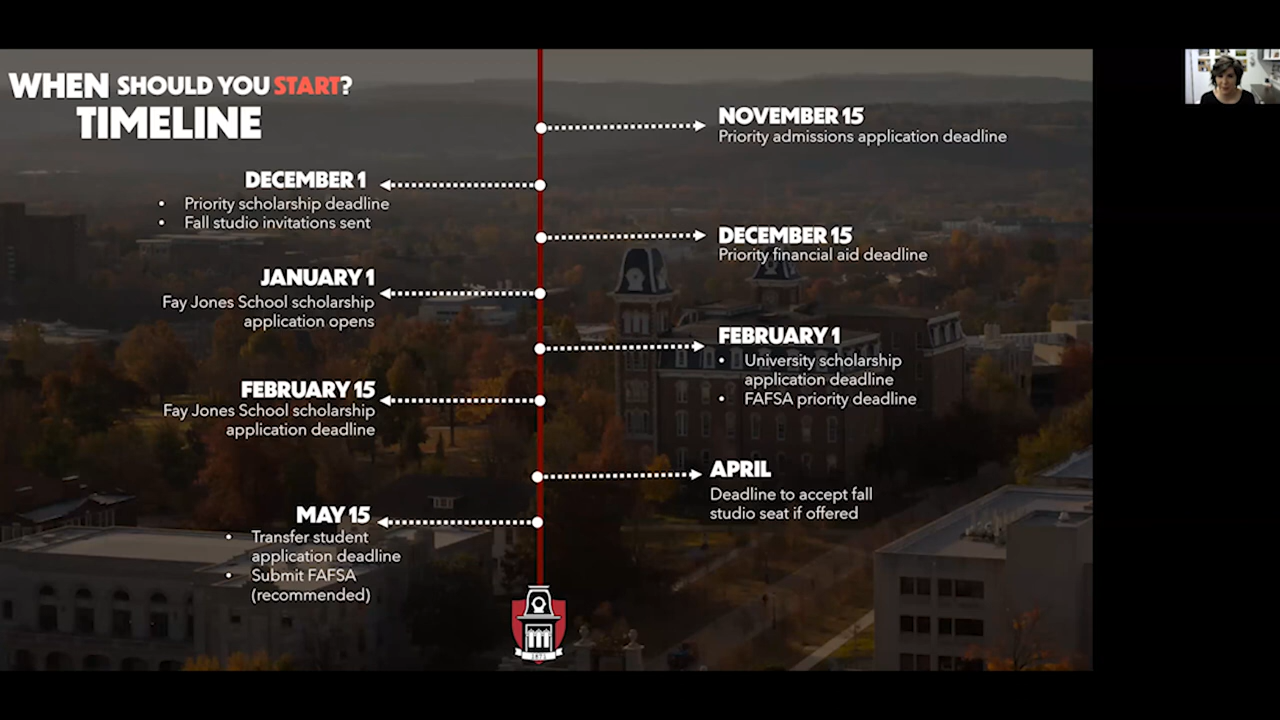 WHEN SHOULD YOU START?
TIMELINE
NOVEMBER 15
Priority admissions application deadline
DECEMBER 1
• Priority scholarship deadline
• Fall studio invitations sent
DECEMBER 15
Priority financial aid deadline
JANUARY 1
Fay Jones School scholarship
application opens
FEBRUARY 1
• University scholarship
application deadline
• FAFSA priority deadline
FEBRUARY 15
Fay Jones School scholarship
application deadline
APRIL
Deadline to accept fall
studio seat if offered
MAY 15
• Transfer student
application deadline
• Submit FAFSA
(recommended)
1871